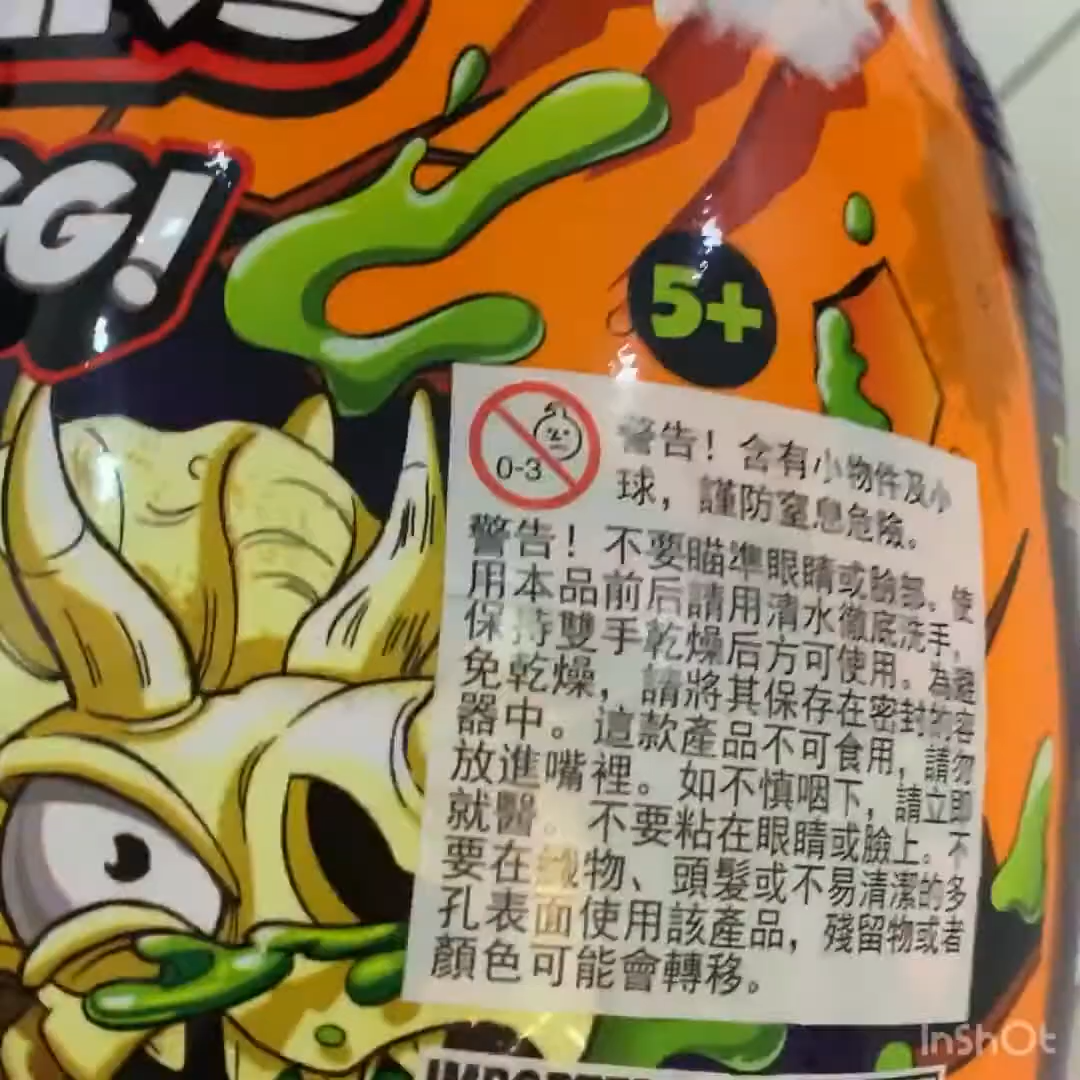 GG!
5+
0-3
警告！含有小物件及小
球，謹防窒息危險。
警告！不要瞄準眼睛或臉部。使
用本品前后請用清水徹底洗手，
保持雙手乾燥后方可使用。為避
免乾燥，請將其保存在密封的容
器中。這款產品不可食用，請勿
放進嘴裡。如不慎咽下，請立即
就醫。不要粘在眼睛或臉上。不
要在織物、頭髮或不易清潔的多
孔表面使用該產品，殘留物或者
顏色可能會轉移。
InShOt